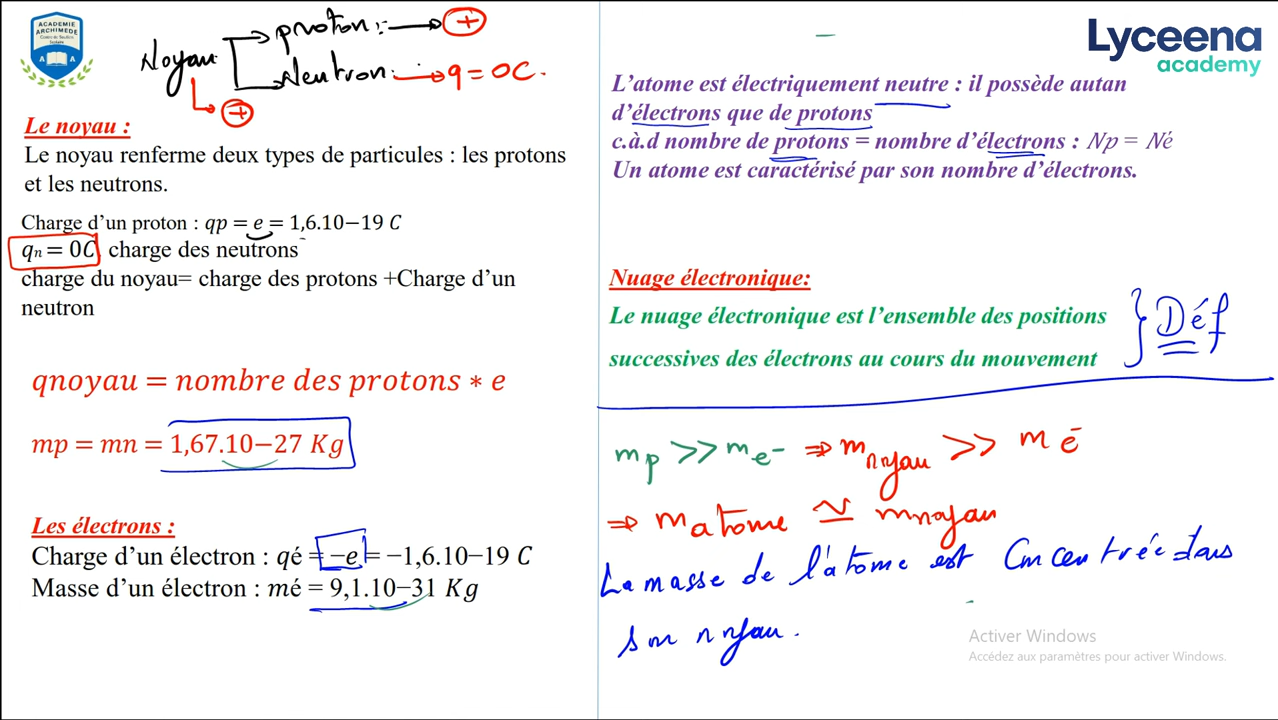 ACADEMIE
ARCHIMÈDE
Centre de Soutien
Scolaire
A A
Noyau proton : (+)
Neutron : q = 0C.
(+)
Le noyau :
Le noyau renferme deux types de particules : les protons
et les neutrons.
Charge d'un proton : qp = e = 1,6.10−19 C
qn = 0C charge des neutrons
charge du noyau= charge des protons +Charge d'un
neutron
qnoyau = nombre des protons ∗ e
mp = mn = 1,67.10−27 Kg
Les électrons :
Charge d'un électron : qé = −e = −1,6.10−19 C
Masse d'un électron : mé = 9,1.10−31 Kg
Lyceena
academy
L'atome est électriquement neutre : il possède autan
d'électrons que de protons
c.à.d nombre de protons = nombre d'électrons : Np = Né
Un atome est caractérisé par son nombre d'électrons.
Nuage électronique:
Le nuage électronique est l'ensemble des positions
successives des électrons au cours du mouvement
} Déf
mp >> me- ⇒ mnoyau >> mé
⇒ matome ≃ mnoyau
La masse de l'atome est Concentrée dans
son noyau.
Activer Windows
Accédez aux paramètres pour activer Windows.